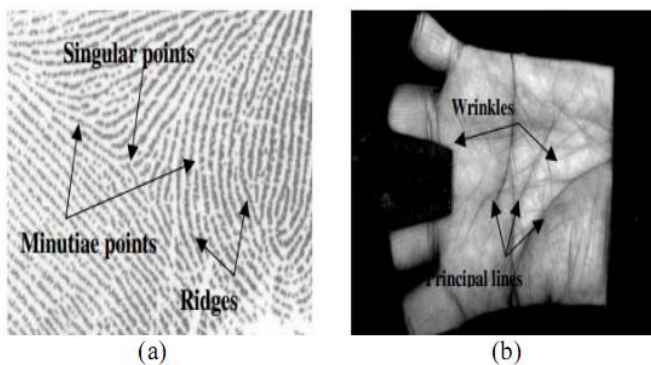 Singular points
Minutiae points
Ridges
(a)
Wrinkles
Principal lines
(b)